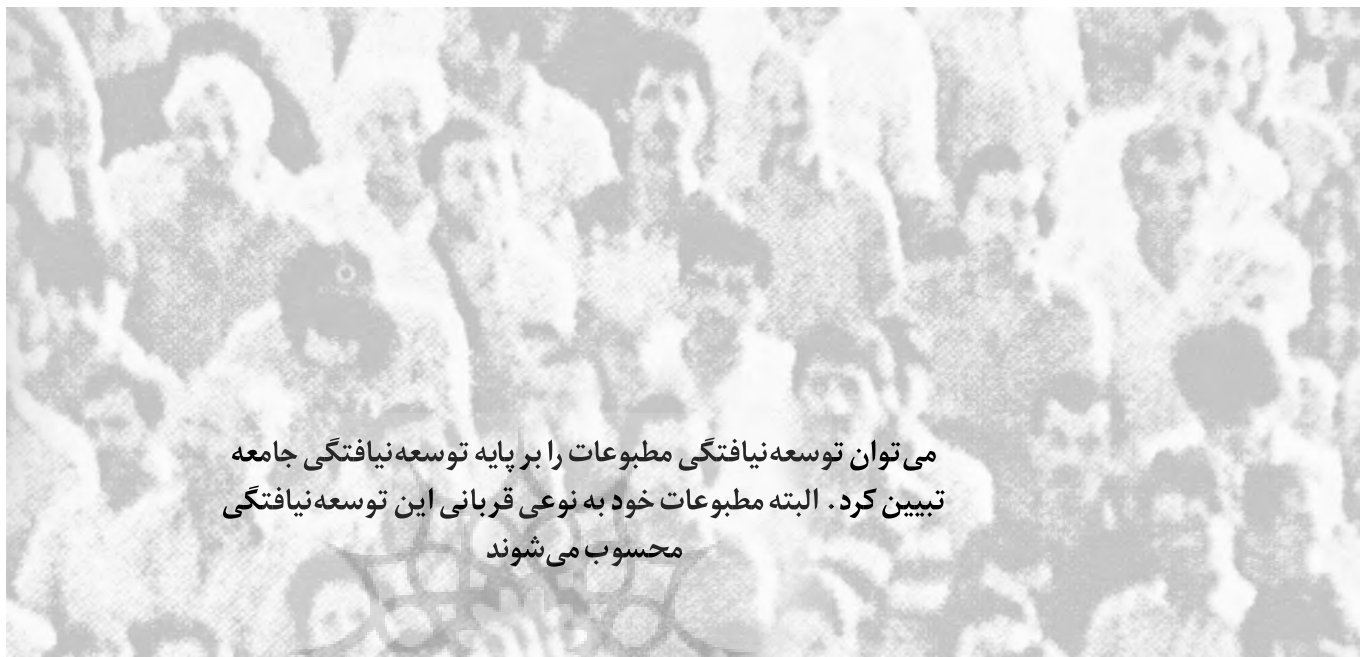 می‌توان توسعه‌نیافتگی مطبوعات را بر پایه توسعه‌نیافتگی جامعه
تبیین کرد. البته مطبوعات خود به نوعی قربانی این توسعه‌نیافتگی
محسوب می‌شوند